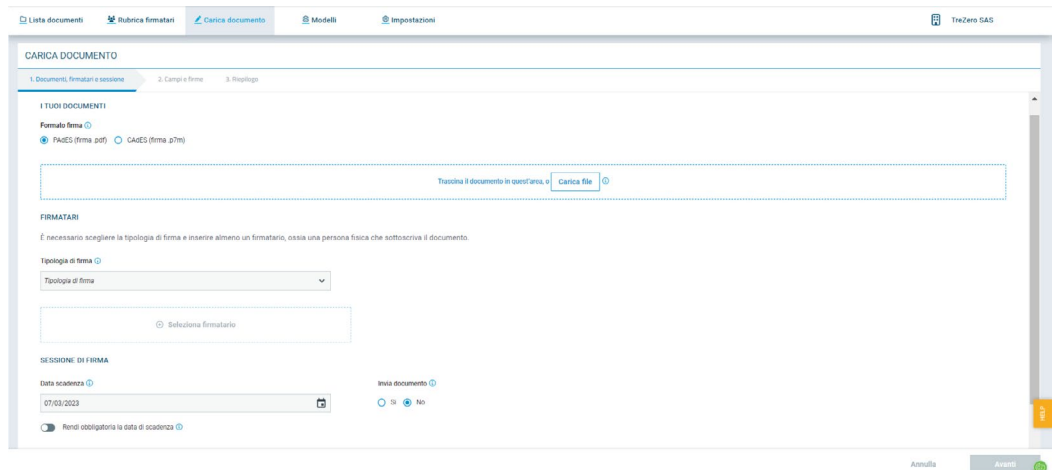 Lista documenti
Rubrica firmatari
Carica documento
Modelli
Impostazioni
TreZero SAS
CARICA DOCUMENTO
1. Documenti, firmatari e sessione
2. Campi e firme
3. Riepilogo
I TUOI DOCUMENTI
Formato firma
PAdES (firma .pdf) CAdES (firma .p7m)
Trascina il documento in quest'area, o Carica file
FIRMATARI
È necessario scegliere la tipologia di firma e inserire almeno un firmatario, ossia una persona fisica che sottoscriva il documento.
Tipologia di firma
Tipologia di firma
Seleziona firmatario
SESSIONE DI FIRMA
Data scadenza
Invia documento
07/03/2023
Si No
Rendi obbligatoria la data di scadenza
HELP
Annulla
Avanti